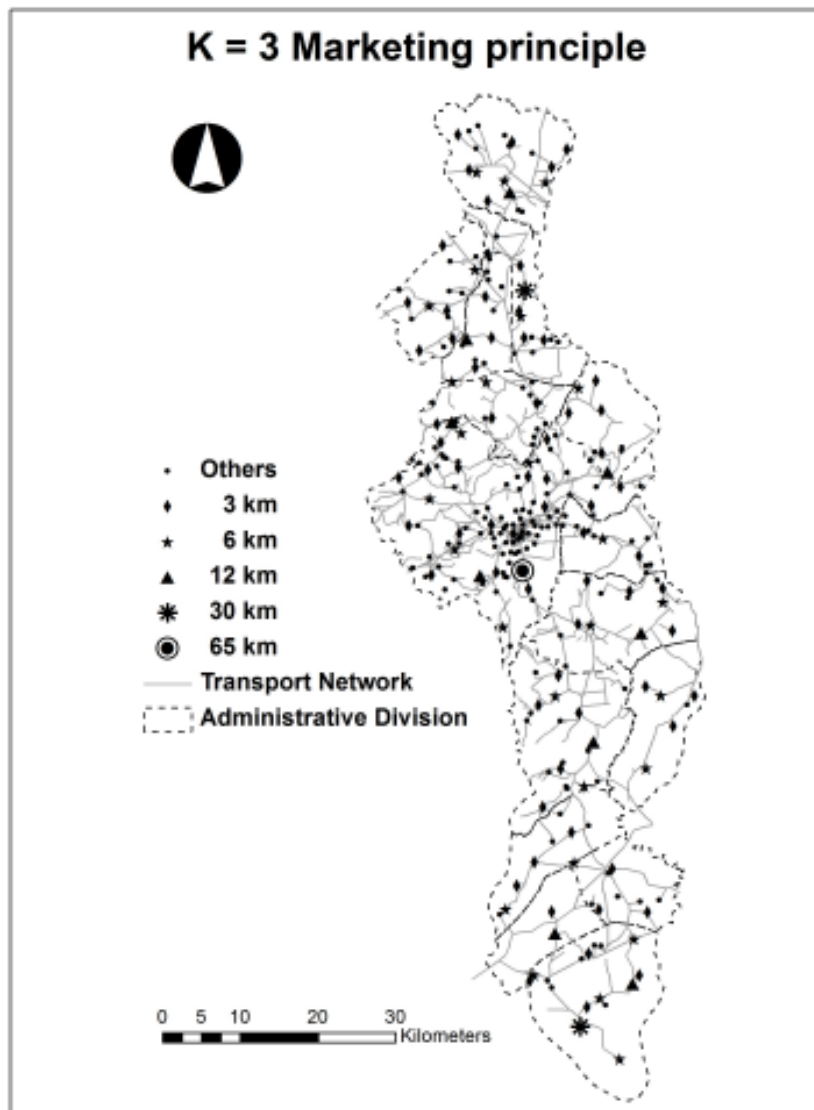 K = 3 Marketing principle
Others
3 km
6 km
12 km
30 km
65 km
Transport Network
Administrative Division
0 5 10 20 30
Kilometers